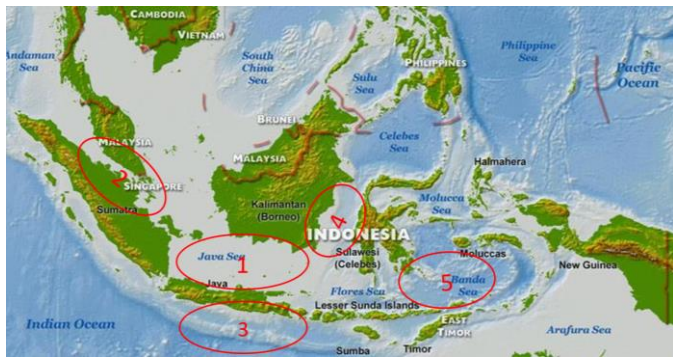 CAMBODIA
VIETNAM
Andaman
Sea
South
China
Sea
Sulu
Sea
PHILIPPINES
Philippine
Sea
Pacific
Ocean
BRUNEI
MALAYSIA
MALAYSIA
Celebes
Sea
2
SINGAPORE
Sumatra
Halmahera
Kalimantan
(Borneo)
4
Molucca
Sea
INDONESIA
Java Sea
1
Sulawesi
(Celebes)
Moluccas
New Guinea
5
Banda
Sea
Java
Flores Sea
Lesser Sunda Islands
Indian Ocean
3
EAST
TIMOR
Arafura Sea
Sumba
Timor